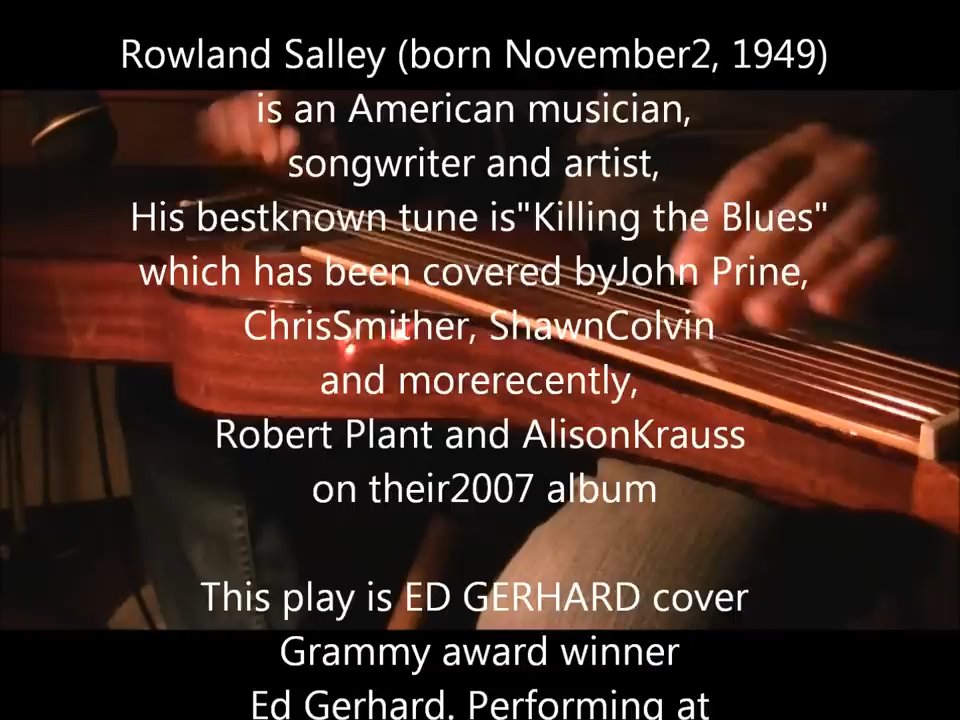 Rowland Salley (born November2, 1949)
is an American musician,
songwriter and artist,
His bestknown tune is"Killing the Blues"
which has been covered byJohn Prine,
ChrisSmither, ShawnColvin
and morerecently,
Robert Plant and AlisonKrauss
on their2007 album
This play is ED GERHARD cover
Grammy award winner
Ed Gerhard. Performing at